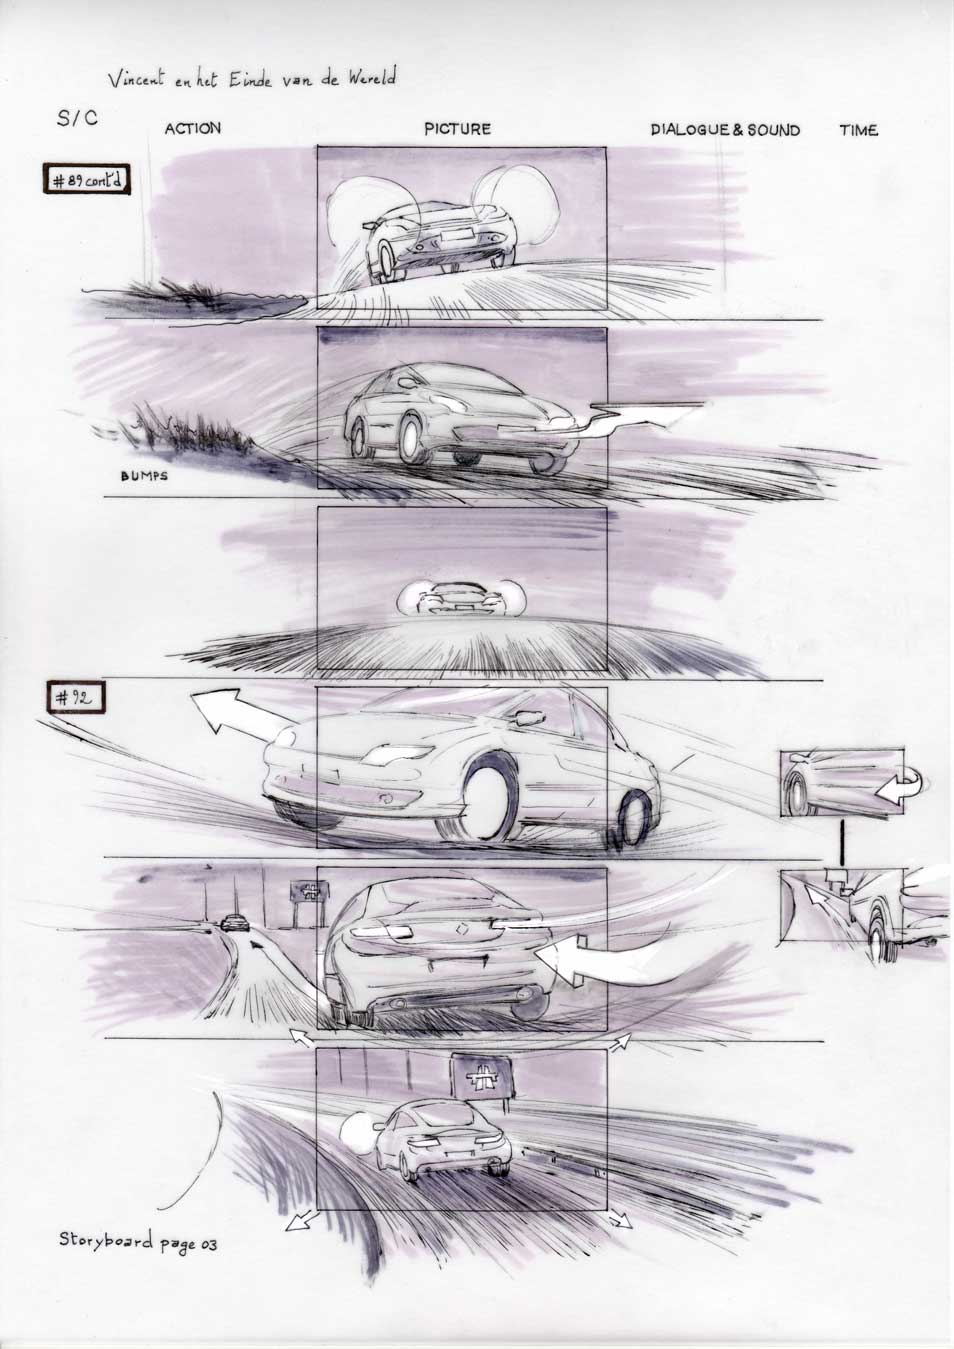 Vincent en het Einde van de Wereld
S/C
ACTION
PICTURE
DIALOGUE & SOUND
TIME
# 89 cont'd
BUMPS
# 92
Storyboard page 03